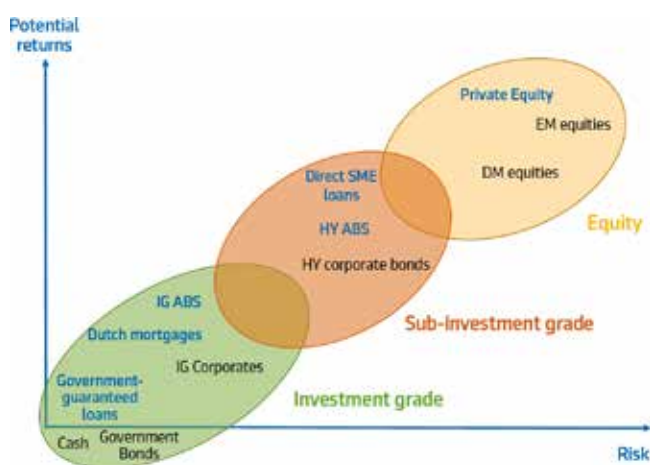 Potential
returns
Private Equity
EM equities
DM equities
Equity
Direct SME
loans
HY ABS
HY corporate bonds
Sub-investment grade
IG ABS
Dutch mortgages
IG Corporates
Government-
guaranteed
loans
Investment grade
Cash
Government
Bonds
Risk